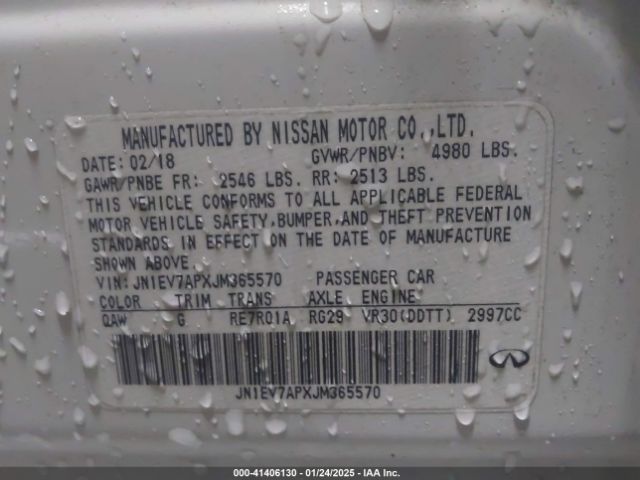 MANUFACTURED BY NISSAN MOTOR CO.,LTD.
DATE: 02/18 GVWR/PNBV: 4980 LBS.
GAWR/PNBE FR: 2546 LBS. RR: 2513 LBS.
THIS VEHICLE CONFORMS TO ALL APPLICABLE FEDERAL
MOTOR VEHICLE SAFETY,BUMPER,AND THEFT PREVENTION
STANDARDS IN EFFECT ON THE DATE OF MANUFACTURE
SHOWN ABOVE.
VIN: JN1EV7APXJM365570 PASSENGER CAR
COLOR TRIM TRANS AXLE ENGINE
QAW G RE7R01A RG29 VR30(DDTT) 2997CC
JN1EV7APXJM365570
000-41406130 - 01/24/2025 - IAA Inc.